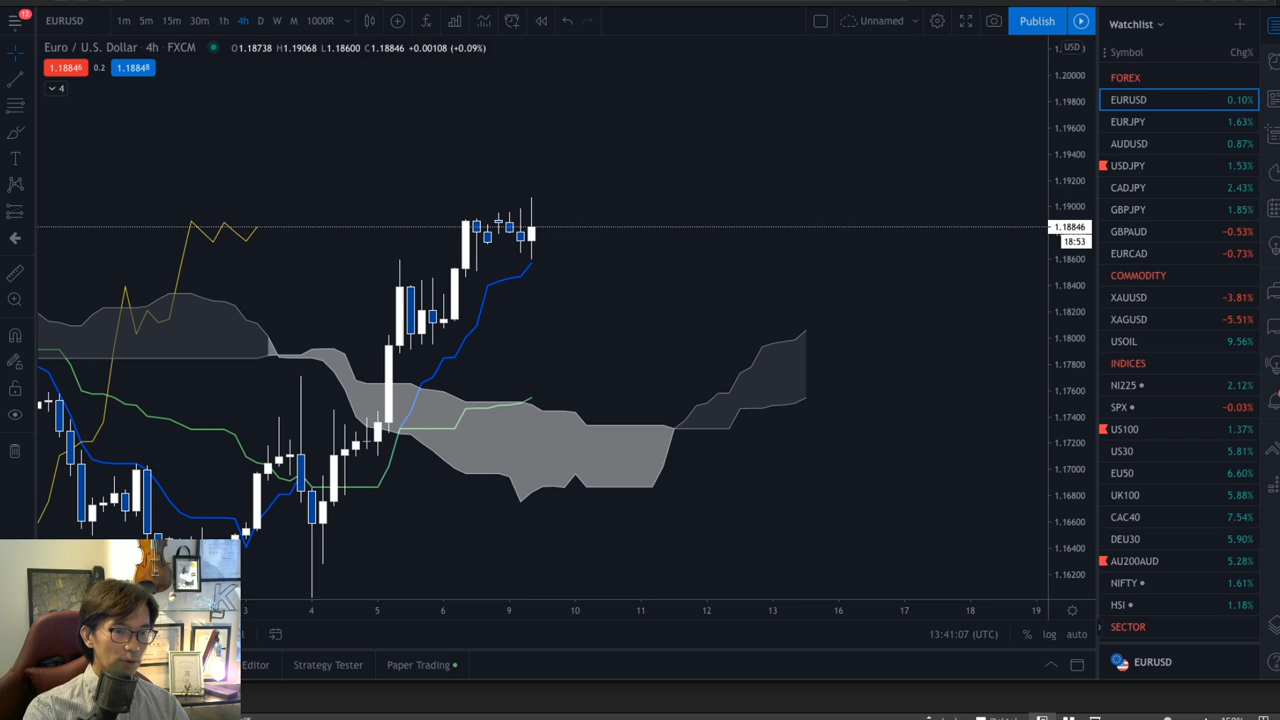 12
EURUSD
1m 5m 15m 30m 1h 4h D W M 1000R
Unnamed
Publish
Watchlist
Euro / U.S. Dollar · 4h · FXCM
O1.18738 H1.19068 L1.18600 C1.18846 +0.00108 (+0.09%)
USD
Symbol Chg%
1.18846 0.2 1.18848
4
FOREX
EURUSD 0.10%
EURJPY 1.63%
AUDUSD 0.87%
USDJPY 1.53%
CADJPY 2.43%
GBPJPY 1.85%
GBPAUD −0.53%
EURCAD −0.73%
COMMODITY
XAUUSD −3.81%
XAGUSD −5.51%
USOIL 9.56%
INDICES
NI225 2.12%
SPX −0.03%
US100 1.37%
US30 5.81%
EU50 6.60%
UK100 5.88%
CAC40 7.54%
DEU30 5.90%
AU200AUD 5.28%
NIFTY 1.61%
HSI 1.18%
SECTOR
EURUSD
1.20000
1.19800
1.19600
1.19400
1.19200
1.19000
1.18846
18:53
1.18600
1.18400
1.18200
1.18000
1.17800
1.17600
1.17400
1.17200
1.17000
1.16800
1.16600
1.16400
1.16200
3 4 5 6 9 10 11 12 13 16 17 18 19
13:41:07 (UTC) % log auto
Editor Strategy Tester Paper Trading